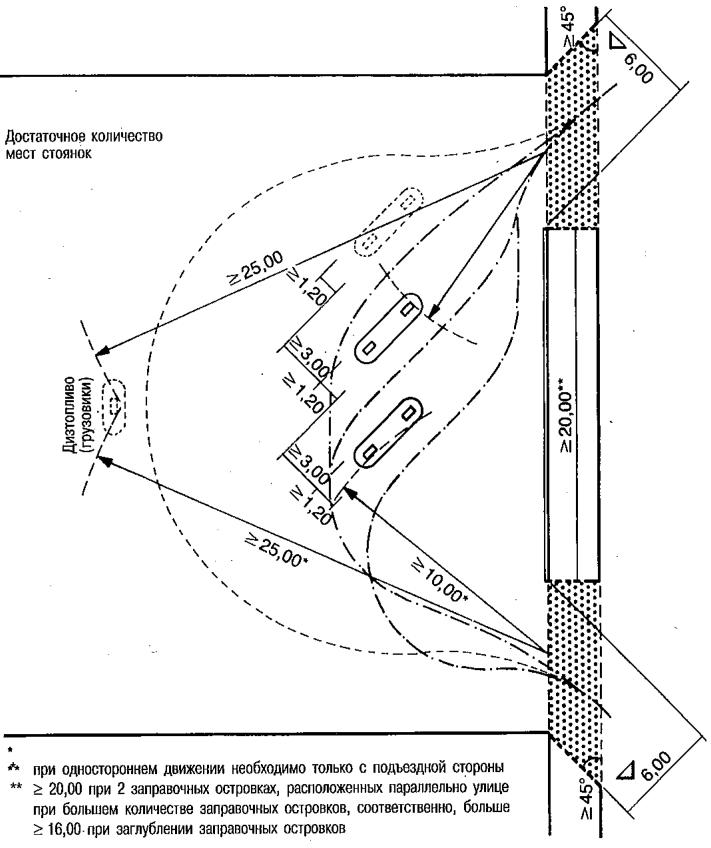 ≥45°
△ 6,00
Достаточное количество
мест стоянок
≥25,00
≥1,20
≥3,00
≥1,20
Дизтопливо
(грузовики)
≥20,00**
≥3,00
≥1,20
≥25,00*
≥10,00*
≥45°
△ 6,00
*
** при одностороннем движении необходимо только с подъездной стороны
** ≥ 20,00 при 2 заправочных островках, расположенных параллельно улице
при большем количестве заправочных островков, соответственно, больше
≥ 16,00 при заглублении заправочных островков